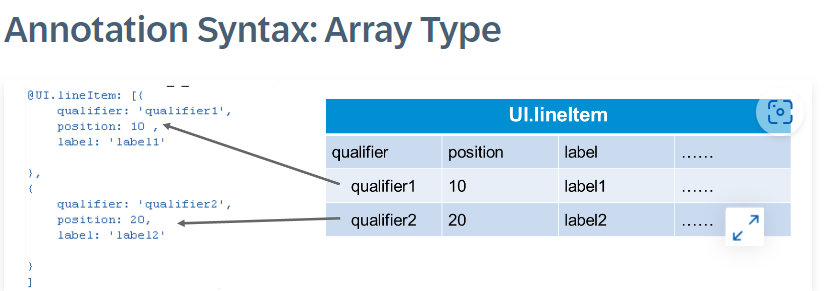 Annotation Syntax: Array Type
@UI.lineItem: [{
qualifier: 'qualifier1',
position: 10 ,
label: 'label1'
},
{
qualifier: 'qualifier2',
position: 20,
label: 'label2'
}
]
UI.lineItem
qualifier position label ......
qualifier1 10 label1 ......
qualifier2 20 label2 ......